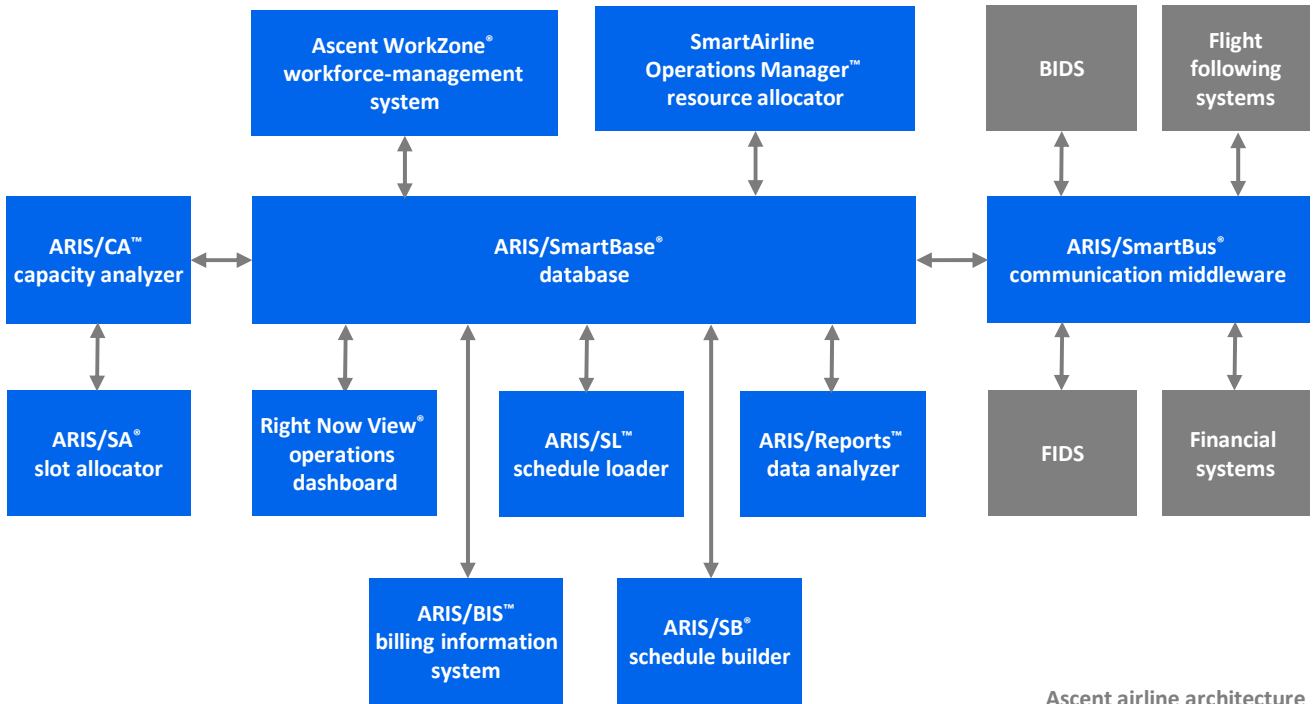 Ascent WorkZone®
workforce-management
system
SmartAirline
Operations Manager™
resource allocator
BIDS
Flight
following
systems
ARIS/CA™
capacity analyzer
ARIS/SmartBase®
database
ARIS/SmartBus®
communication middleware
ARIS/SA®
slot allocator
Right Now View®
operations
dashboard
ARIS/SL™
schedule loader
ARIS/Reports™
data analyzer
FIDS
Financial
systems
ARIS/BIS™
billing information
system
ARIS/SB®
schedule builder
Ascent airline architecture